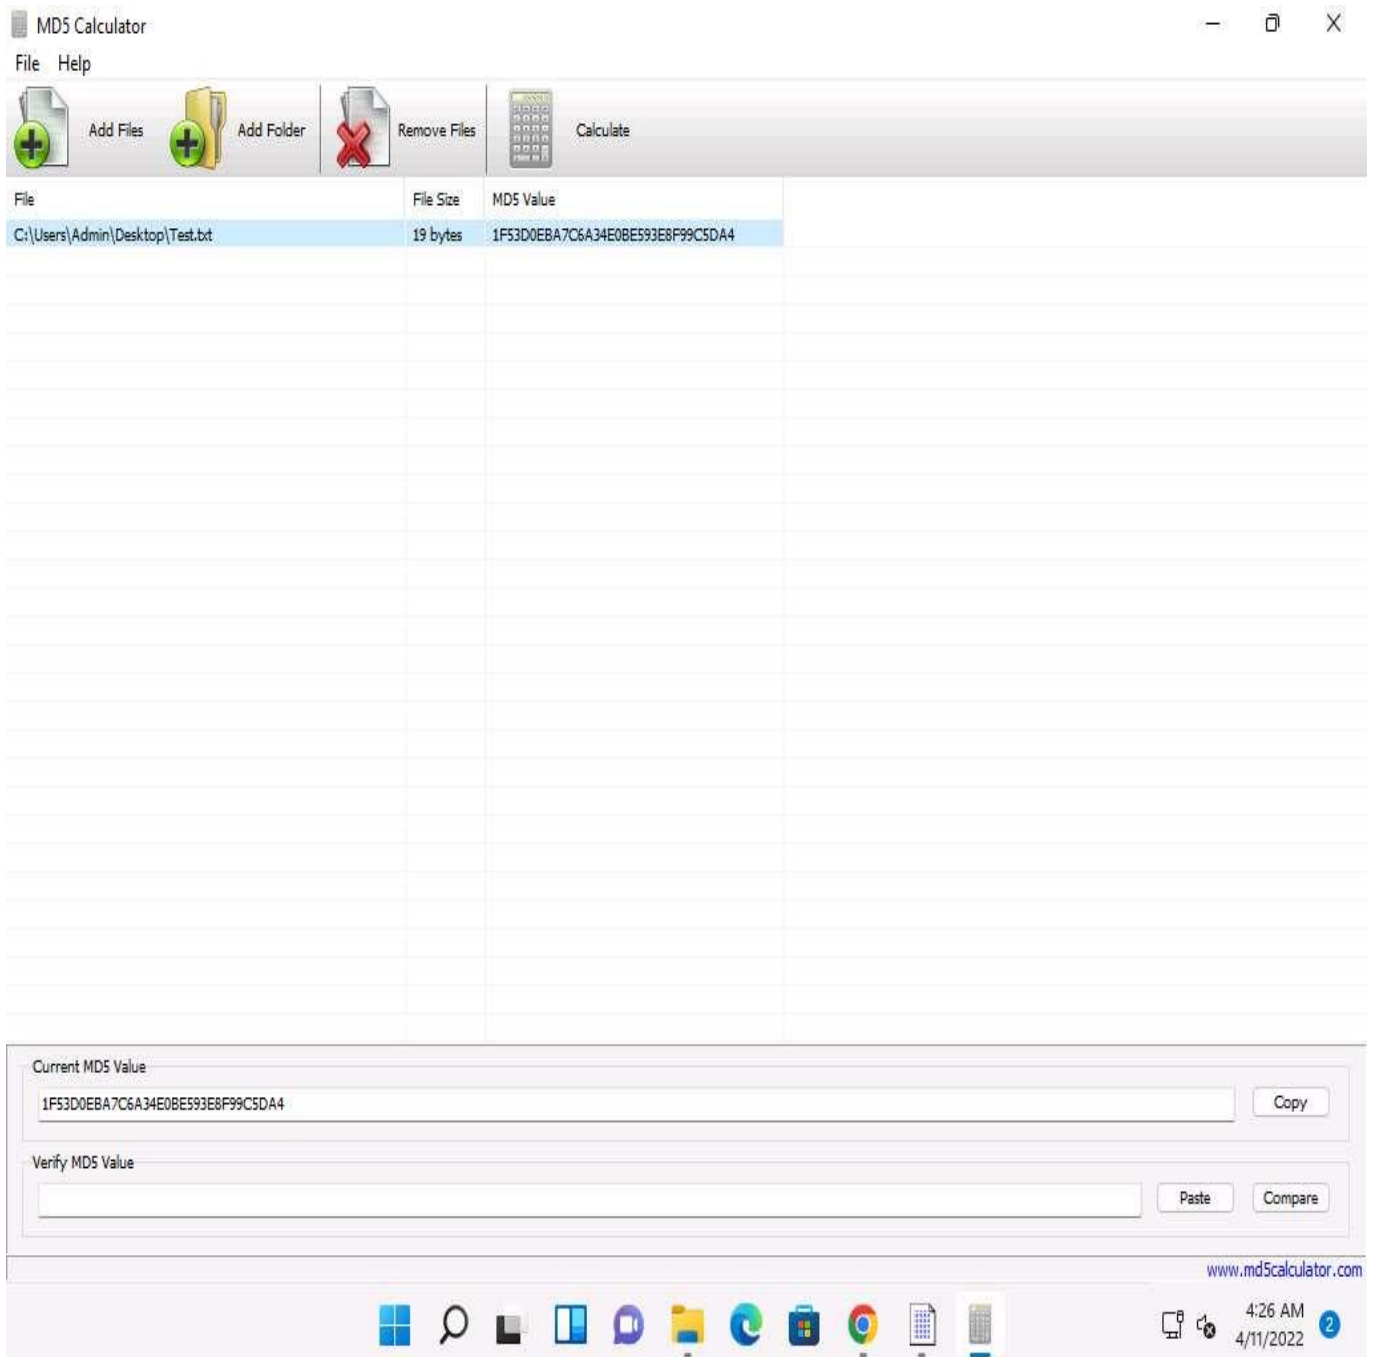 MD5 Calculator
File Help
Add Files Add Folder Remove Files Calculate
File File Size MD5 Value
C:\Users\Admin\Desktop\Test.txt 19 bytes 1F53D0EBA7C6A34E0BE593E8F99C5DA4
Current MD5 Value
1F53D0EBA7C6A34E0BE593E8F99C5DA4 Copy
Verify MD5 Value
Paste Compare
www.md5calculator.com
4:26 AM
4/11/2022 2